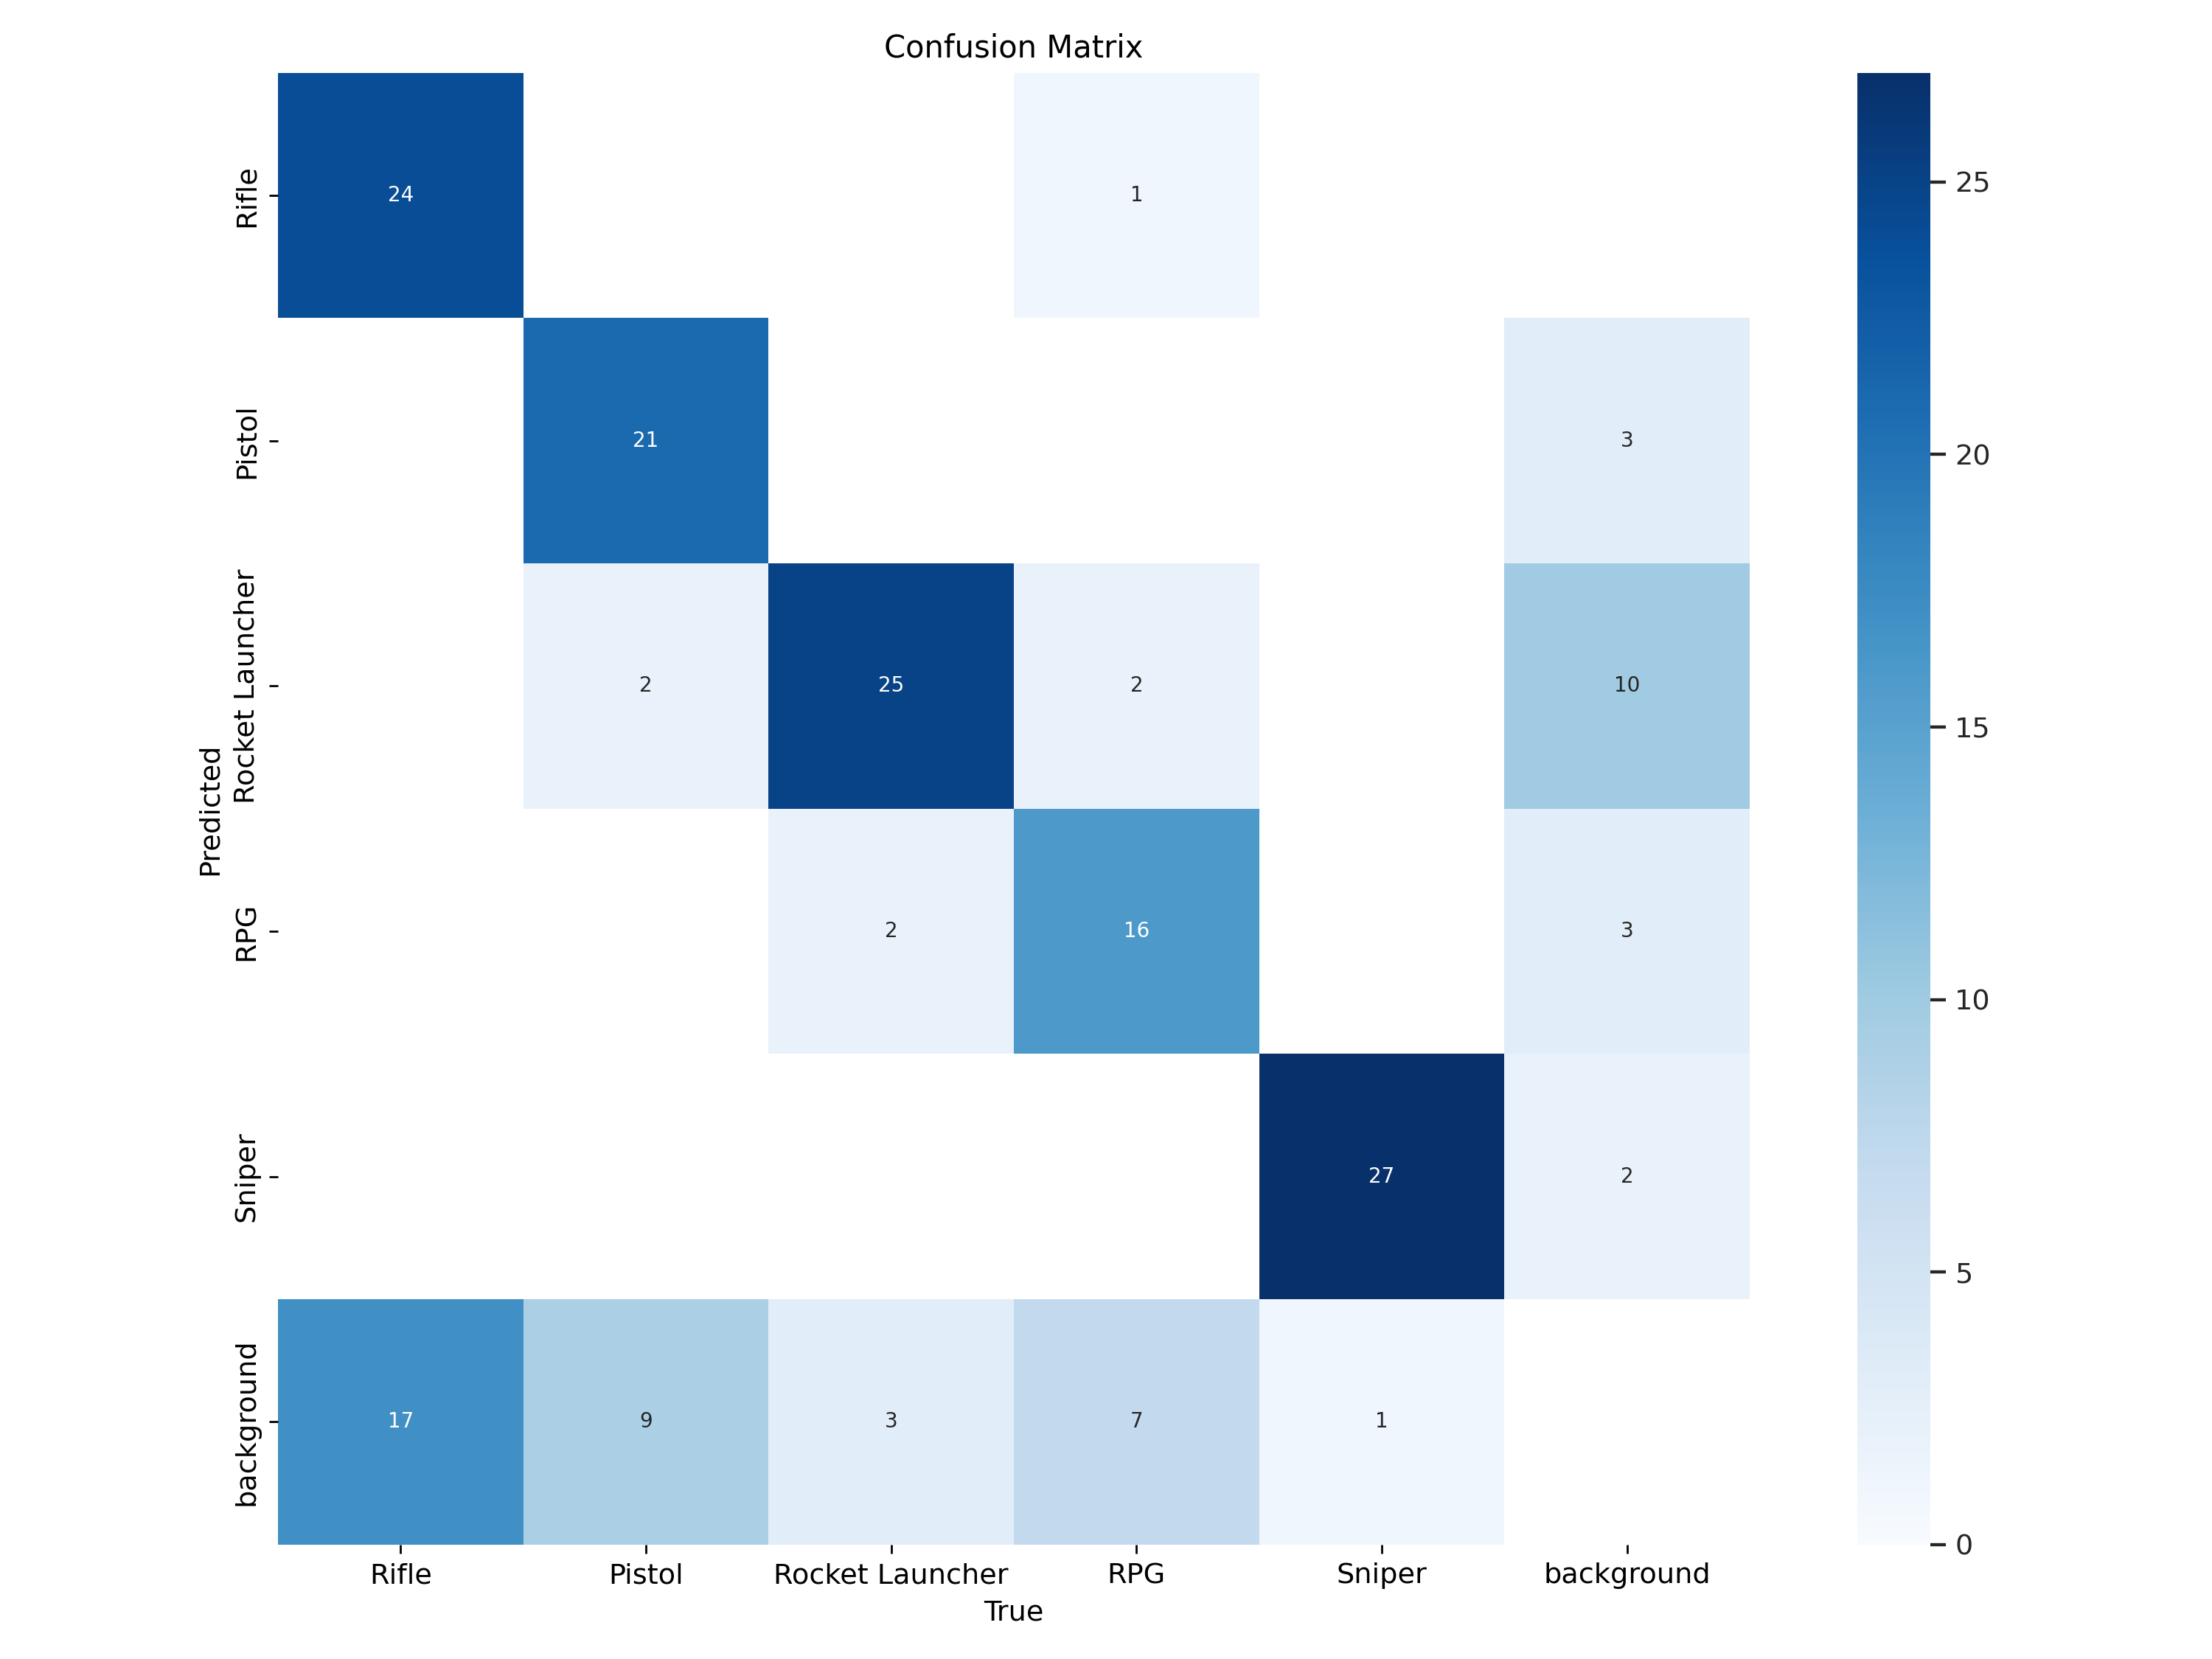 Confusion Matrix
Predicted
Rifle
24
1
Pistol
21
3
Rocket Launcher
2
25
2
10
RPG
2
16
3
Sniper
27
2
background
17
9
3
7
1
Rifle
Pistol
Rocket Launcher
RPG
Sniper
background
True
25
20
15
10
5
0